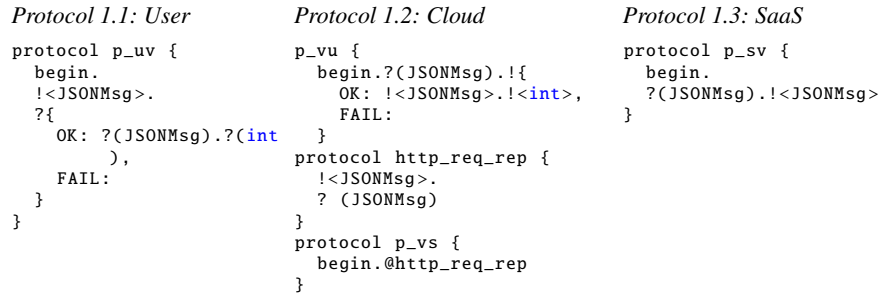 Protocol 1.1: User
protocol p_uv {
  begin.
  !<JSONMsg>.
  ?{
    OK: ?(JSONMsg).?(int
         ),
    FAIL:
  }
}
Protocol 1.2: Cloud
p_vu {
  begin.?(JSONMsg).!{
    OK: !<JSONMsg>.!<int>,
    FAIL:
  }
protocol http_req_rep {
  !<JSONMsg>.
  ? (JSONMsg)
}
protocol p_vs {
  begin.@http_req_rep
}
Protocol 1.3: SaaS
protocol p_sv {
  begin.
  ?(JSONMsg).!<JSONMsg>
}